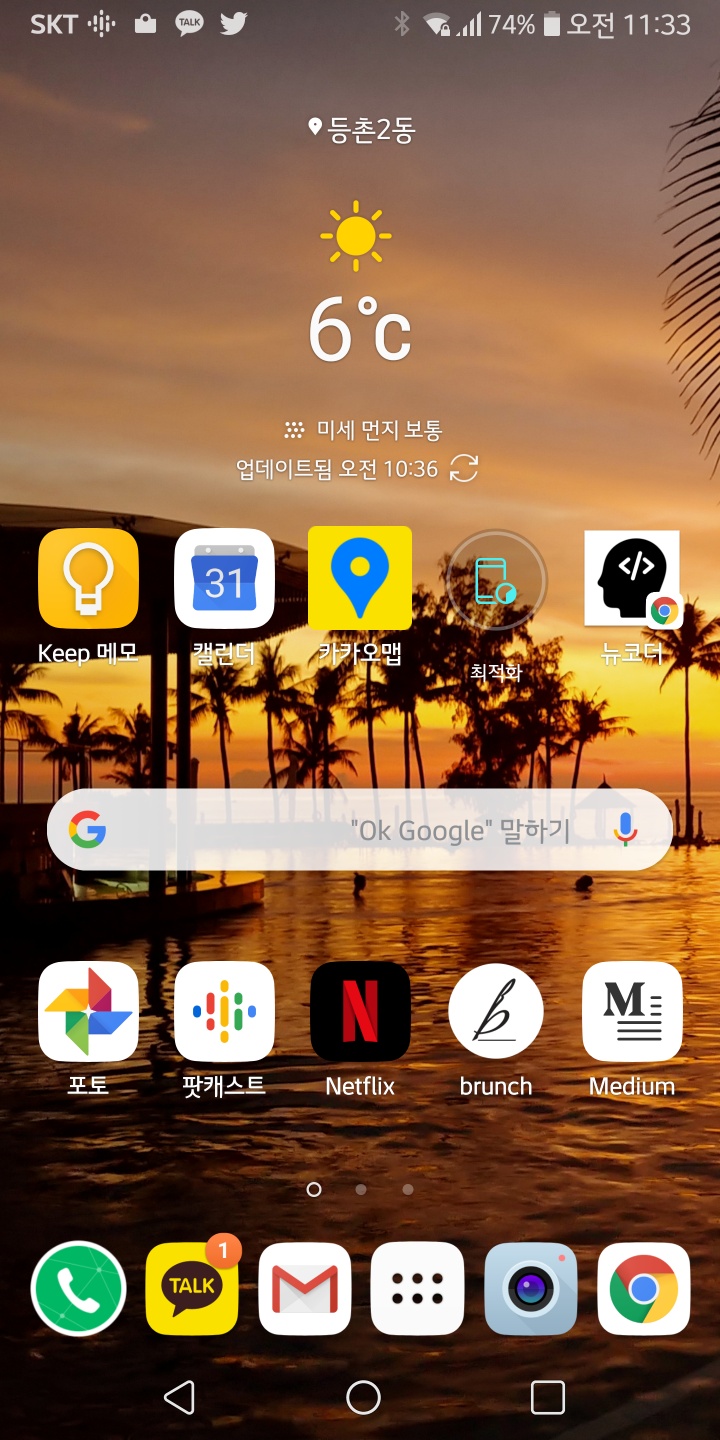 SKT TALK 74% 오전 11:33
등촌2동
6℃
미세 먼지 보통
업데이트됨 오전 10:36
31 </>
Keep 메모 캘린더 카카오맵 최적화 뉴코더
G "Ok Google" 말하기
N M
포토 팟캐스트 Netflix brunch Medium
1
TALK